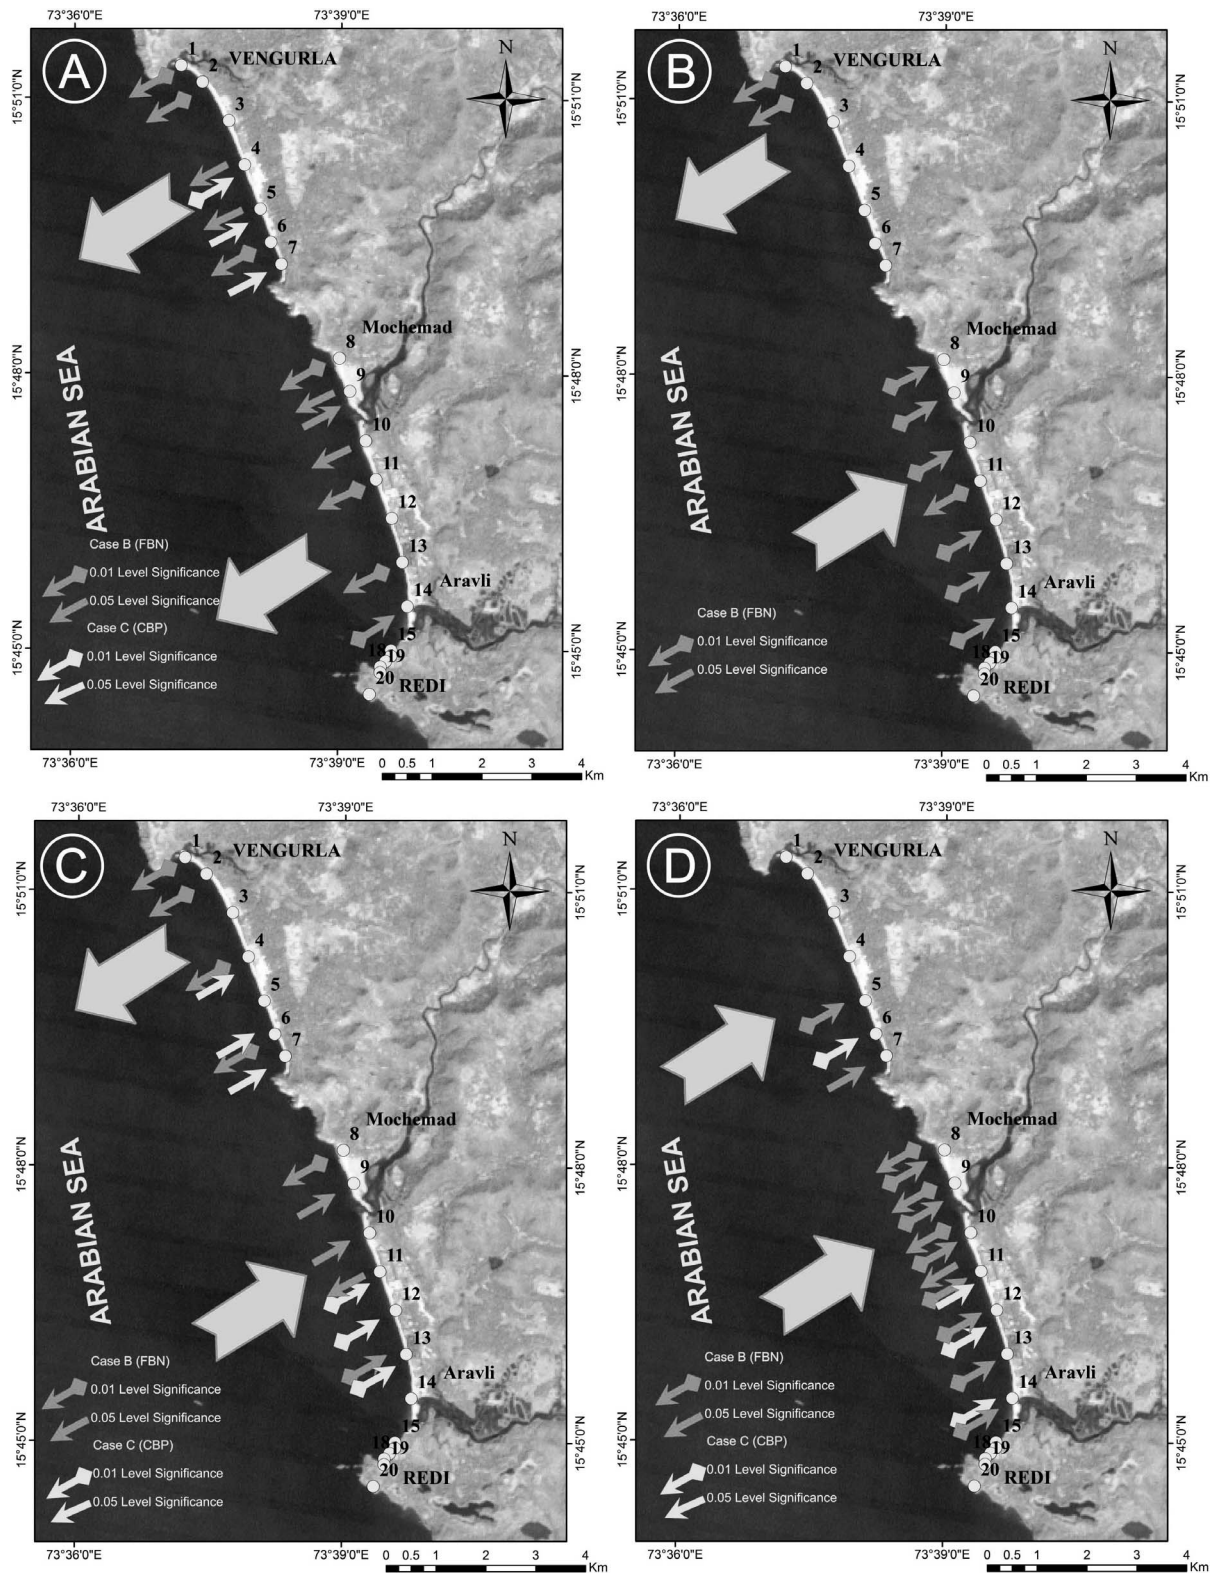 73°36'0"E 73°39'0"E
A
N
1
2
VENGURLA
3
4
5
6
7
15°51'0"N 15°51'0"N
Mochemad
8
9
10
11
12
13
14
Aravli
15
18
19
20
REDI
15°48'0"N 15°48'0"N
ARABIAN SEA
Case B (FBN)
0.01 Level Significance
0.05 Level Significance
Case C (CBP)
0.01 Level Significance
0.05 Level Significance
15°45'0"N 15°45'0"N
73°36'0"E 73°39'0"E
0 0.5 1 2 3 4
Km
73°36'0"E 73°39'0"E
B
N
1
2
VENGURLA
3
4
5
6
7
15°51'0"N 15°51'0"N
Mochemad
8
9
10
11
12
13
14
Aravli
15
18
19
20
REDI
15°48'0"N 15°48'0"N
ARABIAN SEA
Case B (FBN)
0.01 Level Significance
0.05 Level Significance
15°45'0"N 15°45'0"N
73°36'0"E 73°39'0"E
0 0.5 1 2 3 4
Km
73°36'0"E 73°39'0"E
C
N
1
2
VENGURLA
3
4
5
6
7
15°51'0"N 15°51'0"N
Mochemad
8
9
10
11
12
13
14
Aravli
15
18
19
20
REDI
15°48'0"N 15°48'0"N
ARABIAN SEA
Case B (FBN)
0.01 Level Significance
0.05 Level Significance
Case C (CBP)
0.01 Level Significance
0.05 Level Significance
15°45'0"N 15°45'0"N
73°36'0"E 73°39'0"E
0 0.5 1 2 3 4
Km
73°36'0"E 73°39'0"E
D
N
1
2
VENGURLA
3
4
5
6
7
15°51'0"N 15°51'0"N
Mochemad
8
9
10
11
12
13
14
Aravli
15
18
19
20
REDI
15°48'0"N 15°48'0"N
ARABIAN SEA
Case B (FBN)
0.01 Level Significance
0.05 Level Significance
Case C (CBP)
0.01 Level Significance
0.05 Level Significance
15°45'0"N 15°45'0"N
73°36'0"E 73°39'0"E
0 0.5 1 2 3 4
Km